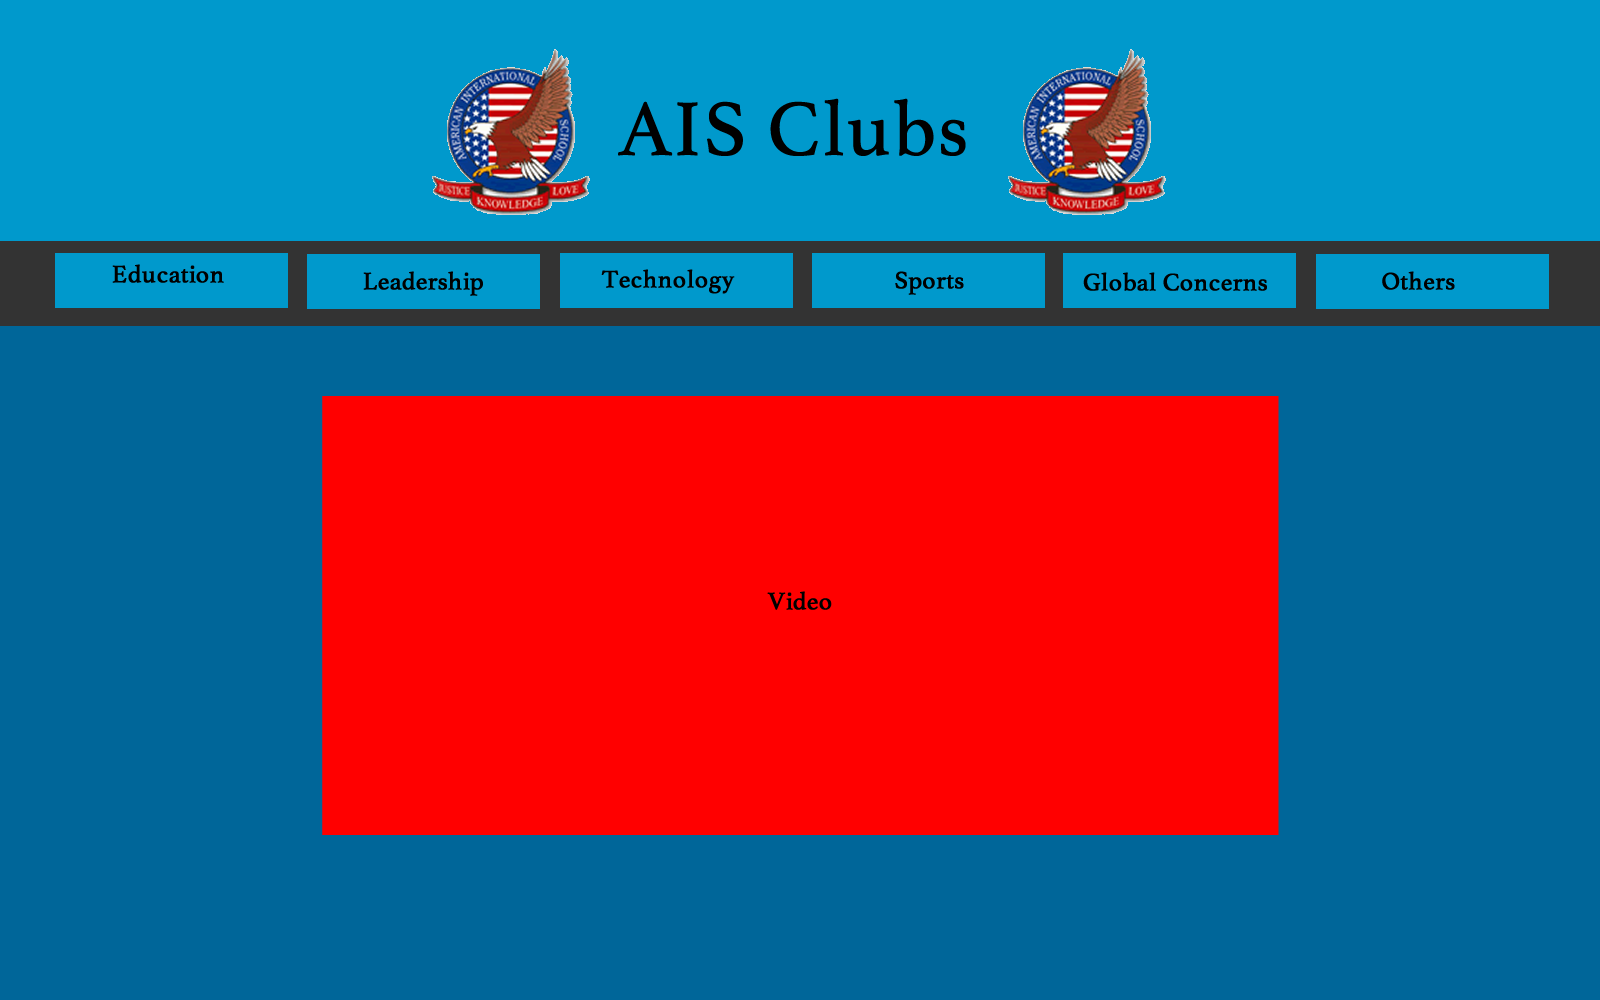 AMERICAN INTERNATIONAL SCHOOL
JUSTICE KNOWLEDGE LOVE
AIS Clubs
AMERICAN INTERNATIONAL SCHOOL
JUSTICE KNOWLEDGE LOVE
Education
Leadership
Technology
Sports
Global Concerns
Others
Video